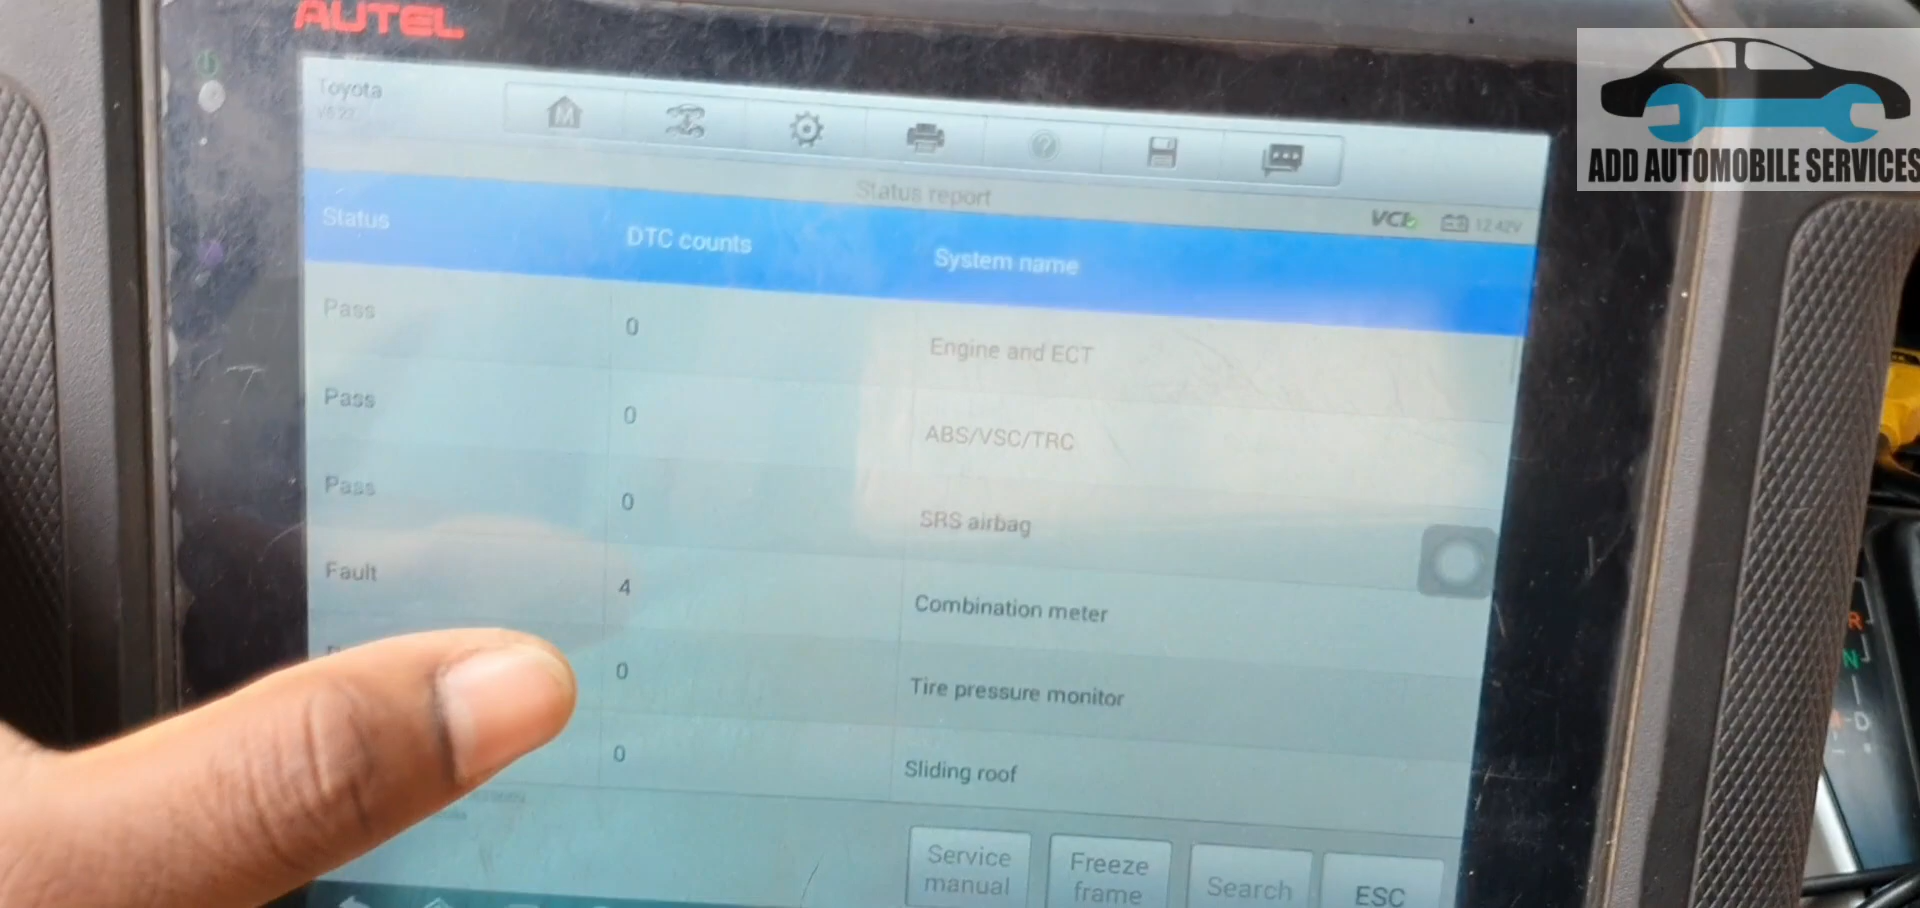 AUTEL
Toyota
Status report
VCI 12.42V
Status DTC counts System name
Pass 0 Engine and ECT
Pass 0 ABS/VSC/TRC
Pass 0 SRS airbag
Fault 4 Combination meter
0 Tire pressure monitor
0 Sliding roof
Service manual
Freeze frame
Search
ESC
ADD AUTOMOBILE SERVICES
R
N
D